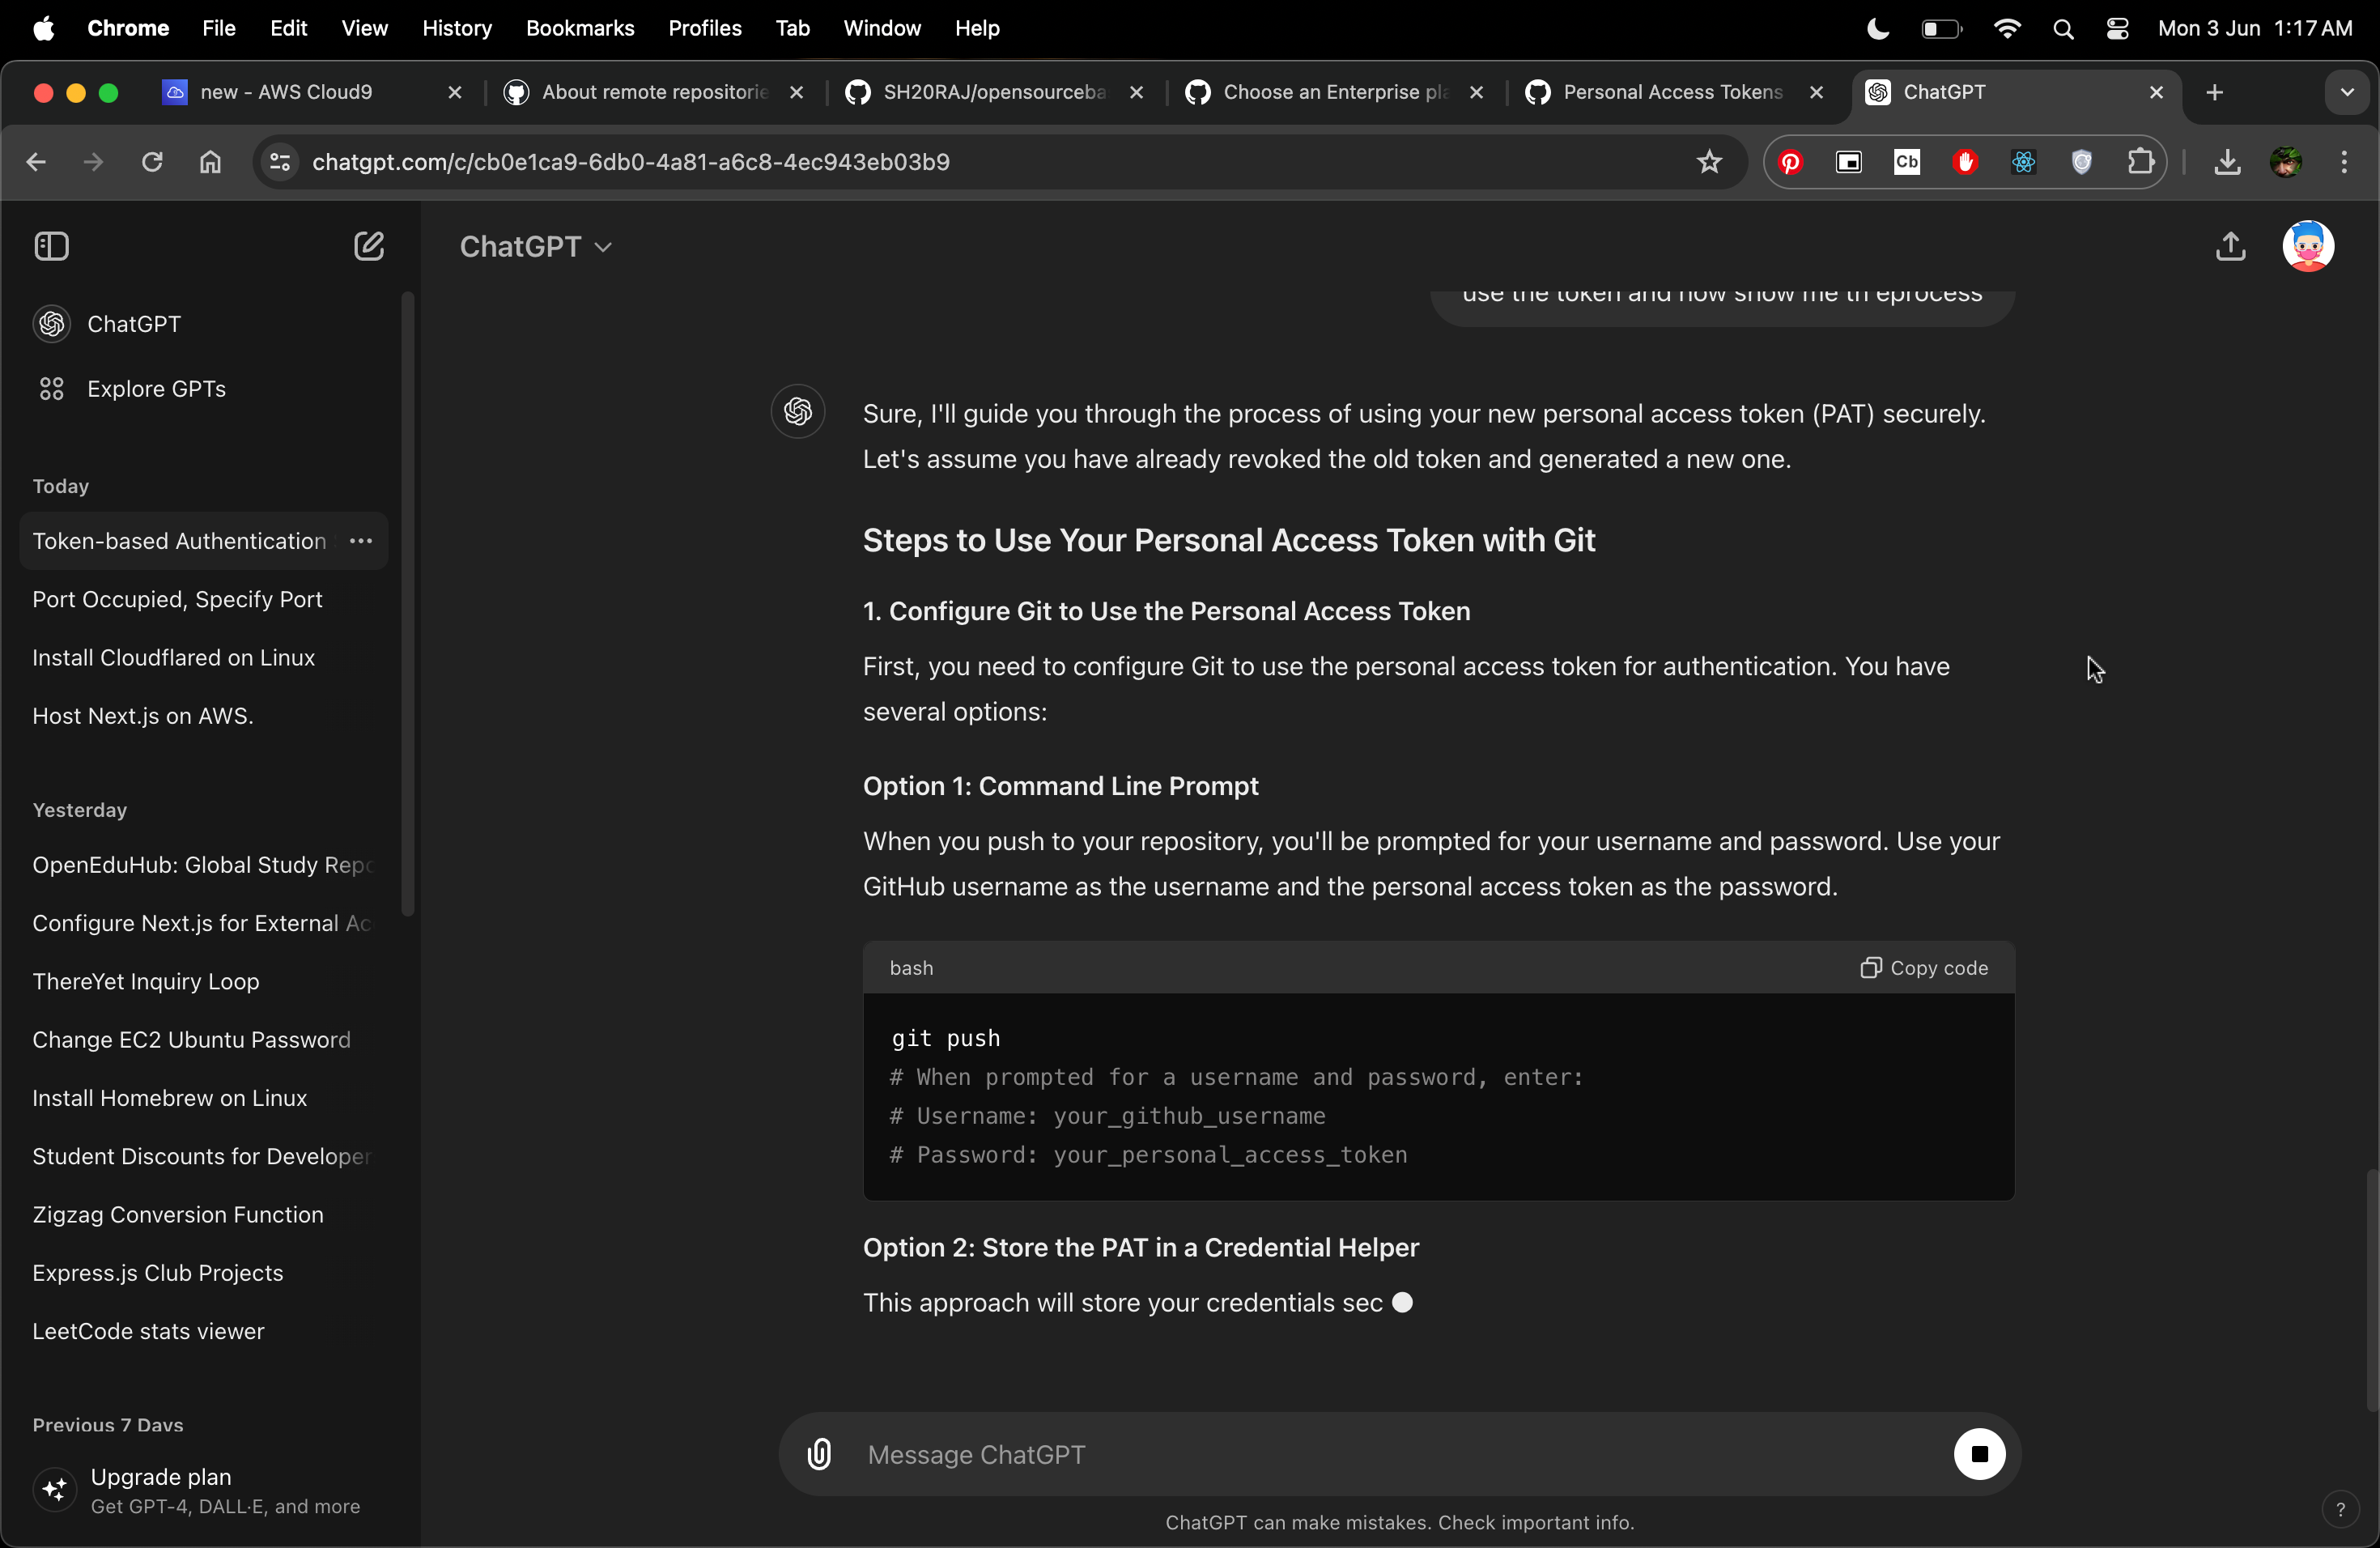 Chrome File Edit View History Bookmarks Profiles Tab Window Help Mon 3 Jun 1:17 AM
new - AWS Cloud9 About remote repositorie SH20RAJ/opensourceba Choose an Enterprise pla Personal Access Tokens ChatGPT
chatgpt.com/c/cb0e1ca9-6db0-4a81-a6c8-4ec943eb03b9
Cb
ChatGPT
ChatGPT
Explore GPTs
Today
Token-based Authentication
Port Occupied, Specify Port
Install Cloudflared on Linux
Host Next.js on AWS.
Yesterday
OpenEduHub: Global Study Repo
Configure Next.js for External Ac
ThereYet Inquiry Loop
Change EC2 Ubuntu Password
Install Homebrew on Linux
Student Discounts for Developer
Zigzag Conversion Function
Express.js Club Projects
LeetCode stats viewer
Previous 7 Days
Upgrade plan
Get GPT-4, DALL·E, and more
use the token and now show me th eprocess
Sure, I'll guide you through the process of using your new personal access token (PAT) securely.
Let's assume you have already revoked the old token and generated a new one.
Steps to Use Your Personal Access Token with Git
1. Configure Git to Use the Personal Access Token
First, you need to configure Git to use the personal access token for authentication. You have
several options:
Option 1: Command Line Prompt
When you push to your repository, you'll be prompted for your username and password. Use your
GitHub username as the username and the personal access token as the password.
bash Copy code
git push
# When prompted for a username and password, enter:
# Username: your_github_username
# Password: your_personal_access_token
Option 2: Store the PAT in a Credential Helper
This approach will store your credentials sec
Message ChatGPT
ChatGPT can make mistakes. Check important info.
?